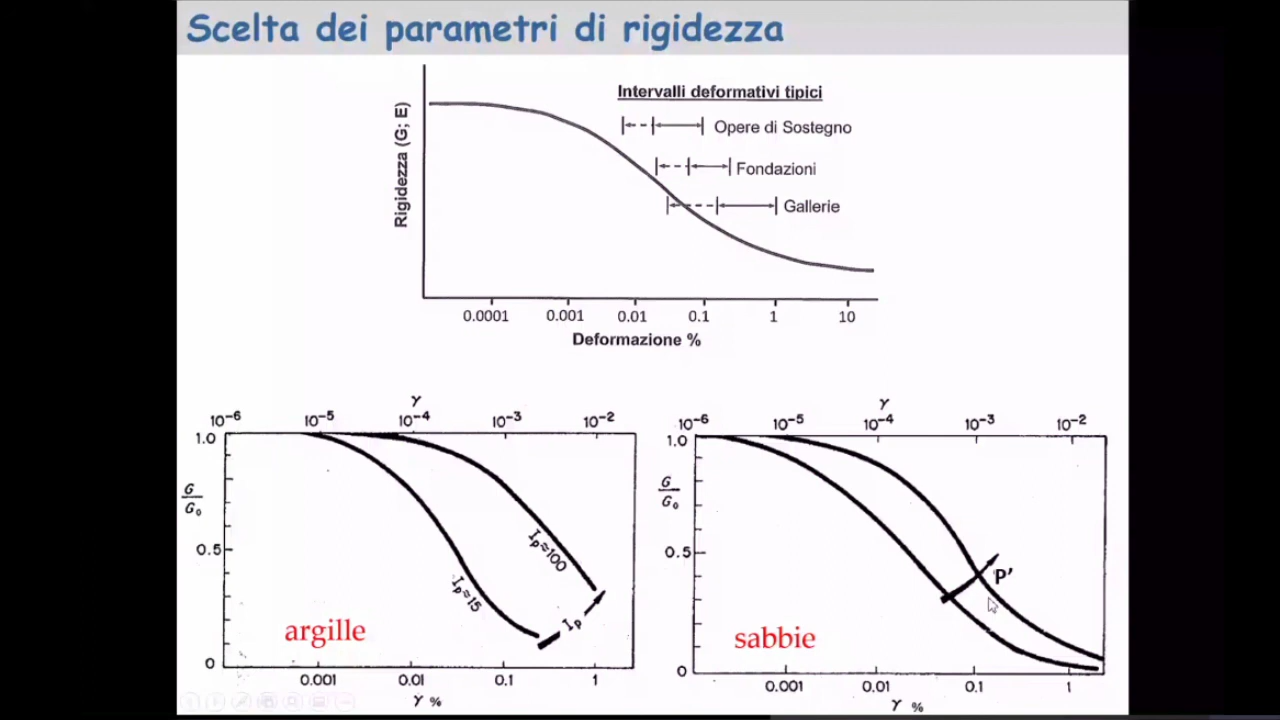 Scelta dei parametri di rigidezza
Intervalli deformativi tipici
Opere di Sostegno
Fondazioni
Gallerie
Rigidezza (G; E)
0.0001 0.001 0.01 0.1 1 10
Deformazione %
γ
10⁻⁶ 10⁻⁵ 10⁻⁴ 10⁻³ 10⁻²
1.0
G
G₀
0.5
0
Iₚ≈100
Iₚ≈15
Iₚ
argille
0.001 0.01 0.1 1
γ %
γ
10⁻⁶ 10⁻⁵ 10⁻⁴ 10⁻³ 10⁻²
1.0
G
G₀
0.5
0
P'
sabbie
0.001 0.01 0.1 1
γ %